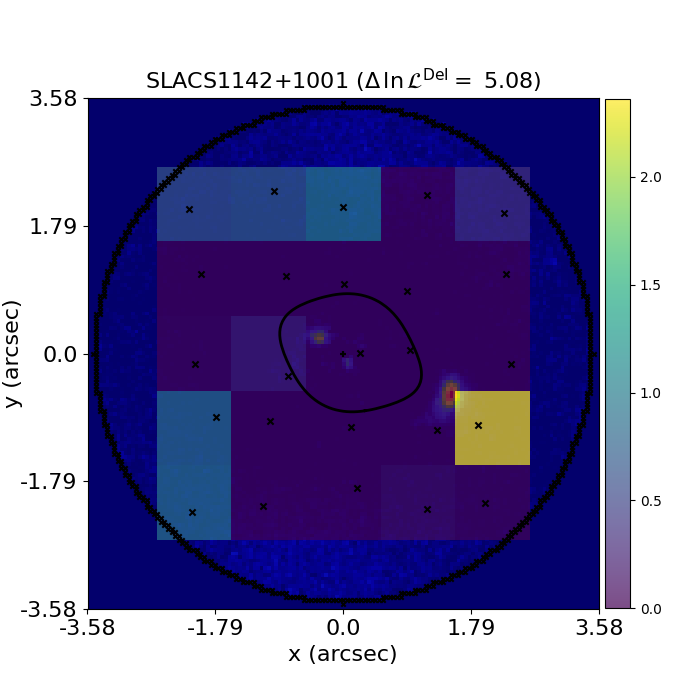 SLACS1142+1001 (Δ ln 𝓛^Del = 5.08)
3.58
1.79
0.0
-1.79
-3.58
y (arcsec)
-3.58 -1.79 0.0 1.79 3.58
x (arcsec)
2.0
1.5
1.0
0.5
0.0